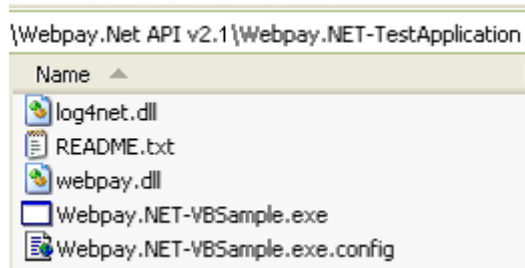 \Webpay.Net API v2.1\Webpay.NET-TestApplication
Name
log4net.dll
README.txt
webpay.dll
Webpay.NET-VBSample.exe
Webpay.NET-VBSample.exe.config